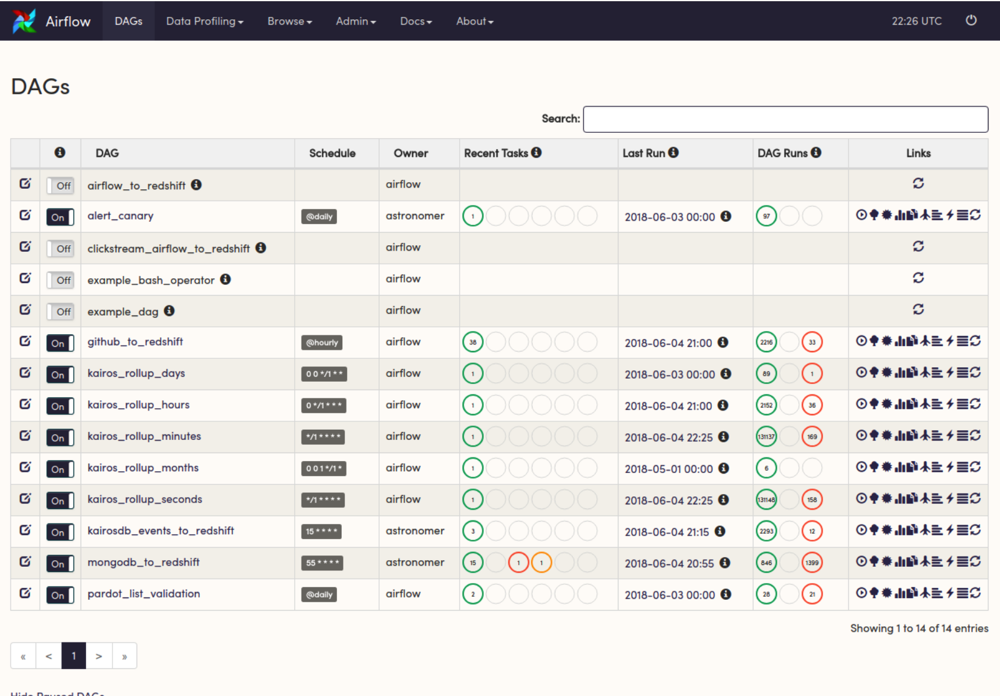 Airflow DAGs Data Profiling Browse Admin Docs About 22:26 UTC
DAGs
Search:
DAG Schedule Owner Recent Tasks Last Run DAG Runs Links
Off airflow_to_redshift airflow
On alert_canary @daily astronomer 1 2018-06-03 00:00 97
Off clickstream_airflow_to_redshift airflow
Off example_bash_operator airflow
Off example_dag airflow
On github_to_redshift @hourly airflow 38 2018-06-04 21:00 2216 33
On kairos_rollup_days 0 0 */1 * * airflow 1 2018-06-03 00:00 89 1
On kairos_rollup_hours 0 */1 * * * airflow 1 2018-06-04 21:00 2152 36
On kairos_rollup_minutes */1 * * * * airflow 1 2018-06-04 22:25 131137 169
On kairos_rollup_months 0 0 1 */1 * airflow 1 2018-05-01 00:00 6
On kairos_rollup_seconds */1 * * * * airflow 1 2018-06-04 22:25 131148 158
On kairosdb_events_to_redshift 15 * * * * astronomer 3 2018-06-04 21:15 2293 12
On mongodb_to_redshift 55 * * * * astronomer 15 1 1 2018-06-04 20:55 846 1399
On pardot_list_validation @daily airflow 2 2018-06-03 00:00 28 21
Showing 1 to 14 of 14 entries
« < 1 > »
Hide Paused DAGs